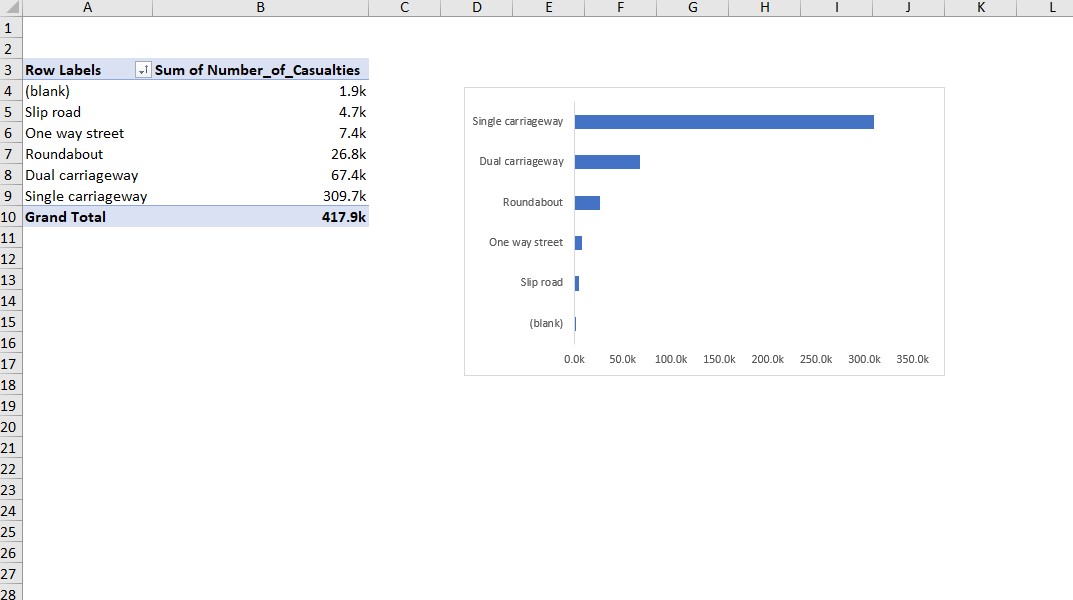 A B C D E F G H I J K L
1
2
3 Row Labels Sum of Number_of_Casualties
4 (blank) 1.9k
5 Slip road 4.7k
6 One way street 7.4k
7 Roundabout 26.8k
8 Dual carriageway 67.4k
9 Single carriageway 309.7k
10 Grand Total 417.9k
11
12
13
14
15
16
17
18
19
20
21
22
23
24
25
26
27
28
Single carriageway
Dual carriageway
Roundabout
One way street
Slip road
(blank)
0.0k 50.0k 100.0k 150.0k 200.0k 250.0k 300.0k 350.0k